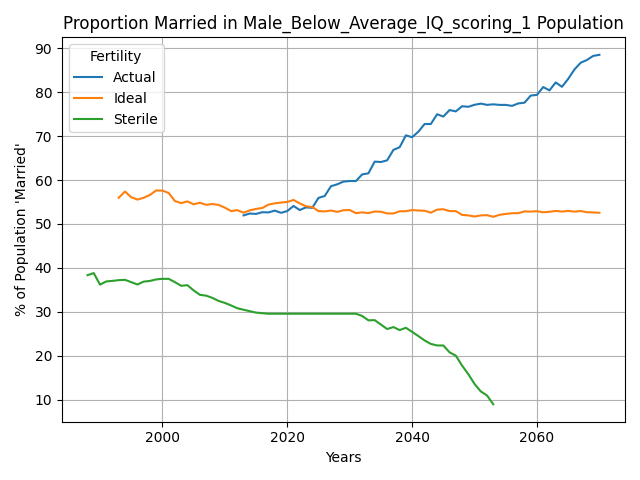 Proportion Married in Male_Below_Average_IQ_scoring_1 Population
Fertility
Actual
Ideal
Sterile
% of Population 'Married'
90
80
70
60
50
40
30
20
10
2000 2020 2040 2060
Years